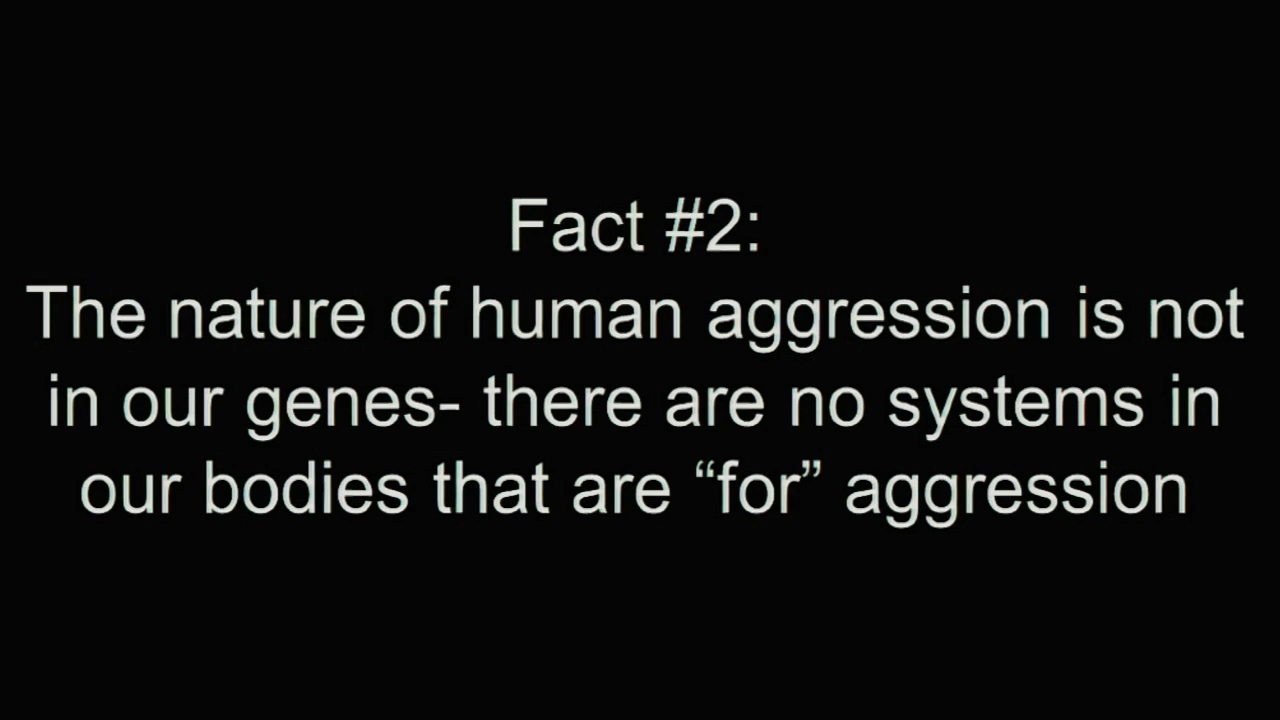 Fact #2:
The nature of human aggression is not
in our genes- there are no systems in
our bodies that are “for” aggression